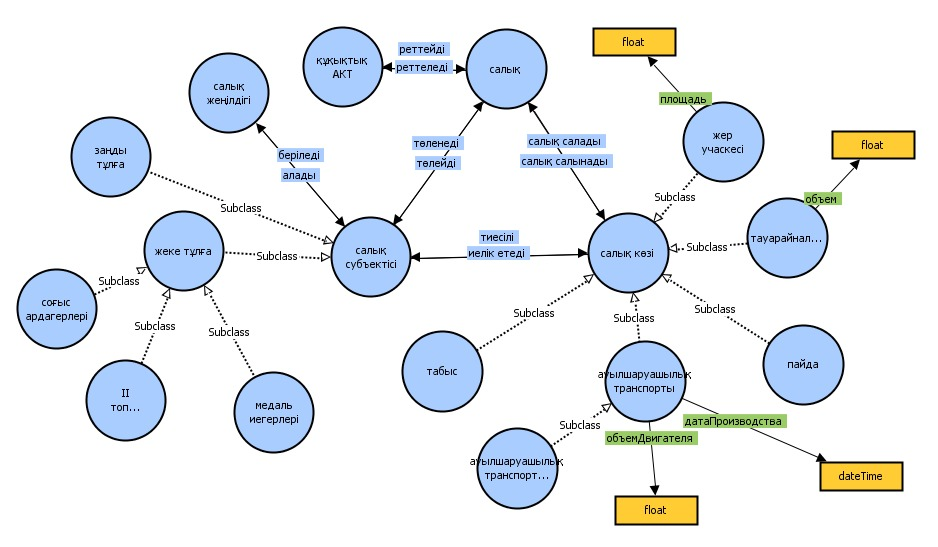 float
құқықтық
АКТ
реттейді
реттеледі
салық
салық
жеңілдігі
площадь
жер
учаскесі
float
заңды
тұлға
беріледі
алады
төленеді
төлейді
салық салады
салық салынады
Subclass
объем
Subclass
жеке тұлға
Subclass
салық
субъектісі
тиесілі
иелік етеді
салық көзі
Subclass
тауарайнал...
Subclass
соғыс
ардагерлері
Subclass
Subclass
Subclass
Subclass
Subclass
табыс
ауылшаруашылық
транспорты
пайда
II
топ...
медаль
иегерлері
Subclass
датаПроизводства
объемДвигателя
ауылшаруашылық
транспорт...
dateTime
float